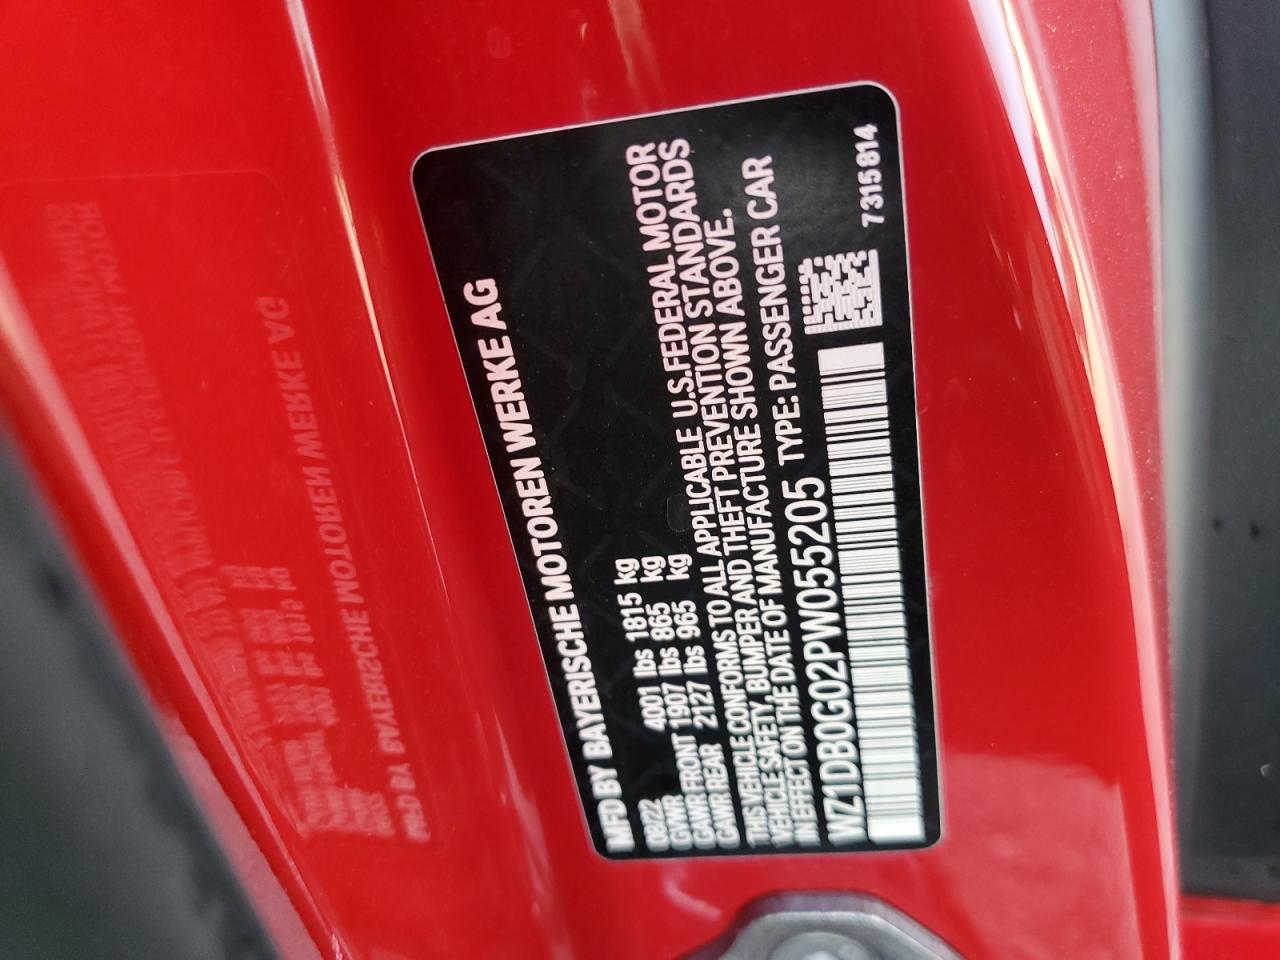 MFD BY BAYERISCHE MOTOREN WERKE AG
08/22
GVWR 4001 lbs 1815 kg
GAWR FRONT 1907 lbs 865 kg
GAWR REAR 2127 lbs 965 kg
THIS VEHICLE CONFORMS TO ALL APPLICABLE U.S.FEDERAL MOTOR
VEHICLE SAFETY, BUMPER AND THEFT PREVENTION STANDARDS
IN EFFECT ON THE DATE OF MANUFACTURE SHOWN ABOVE.
WZ1DB0G02PW055205 TYPE: PASSENGER CAR
7315814